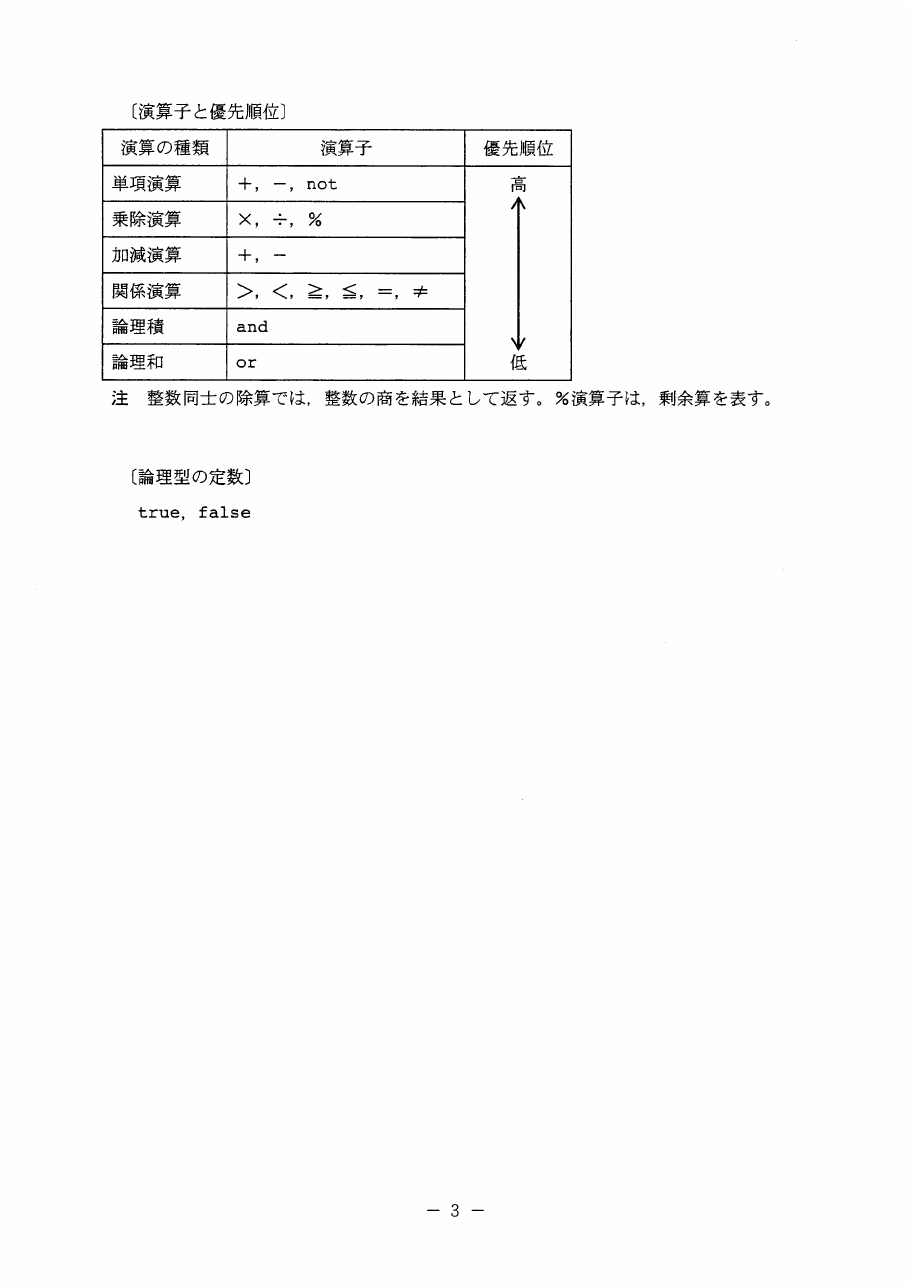 〔演算子と優先順位〕
演算の種類 演算子 優先順位
単項演算 +, −, not 高
乗除演算 ×, ÷, %
加減演算 +, −
関係演算 >, <, ≧, ≦, =, ≠
論理積 and
論理和 or 低
注 整数同士の除算では，整数の商を結果として返す。%演算子は，剰余算を表す。
〔論理型の定数〕
true, false
− 3 −